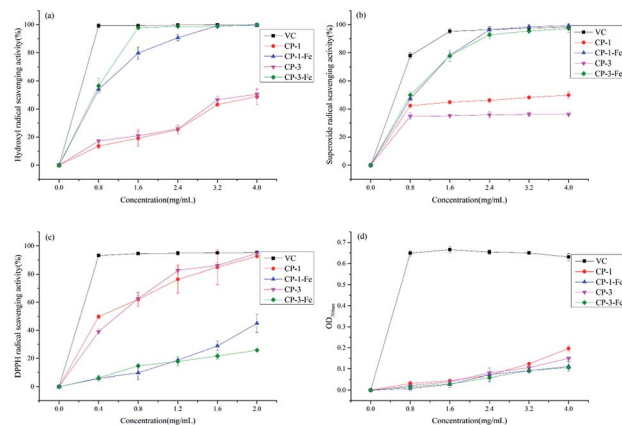 (a)
Hydroxyl radical scavenging activity(%)
100
80
60
40
20
0
0.0 0.8 1.6 2.4 3.2 4.0
Concentration(mg/mL)
VC
CP-1
CP-1-Fe
CP-3
CP-3-Fe
(b)
Superoxide radical scavenging activity(%)
100
80
60
40
20
0
0.0 0.8 1.6 2.4 3.2 4.0
Concentration(mg/mL)
VC
CP-1
CP-1-Fe
CP-3
CP-3-Fe
(c)
DPPH radical scavenging activity(%)
100
80
60
40
20
0
0.0 0.4 0.8 1.2 1.6 2.0
Concentration(mg/mL)
VC
CP-1
CP-1-Fe
CP-3
CP-3-Fe
(d)
0.7
0.6
0.5
0.4
0.3
0.2
0.1
0.0
0.0 0.8 1.6 2.4 3.2 4.0
Concentration(mg/mL)
VC
CP-1
CP-1-Fe
CP-3
CP-3-Fe